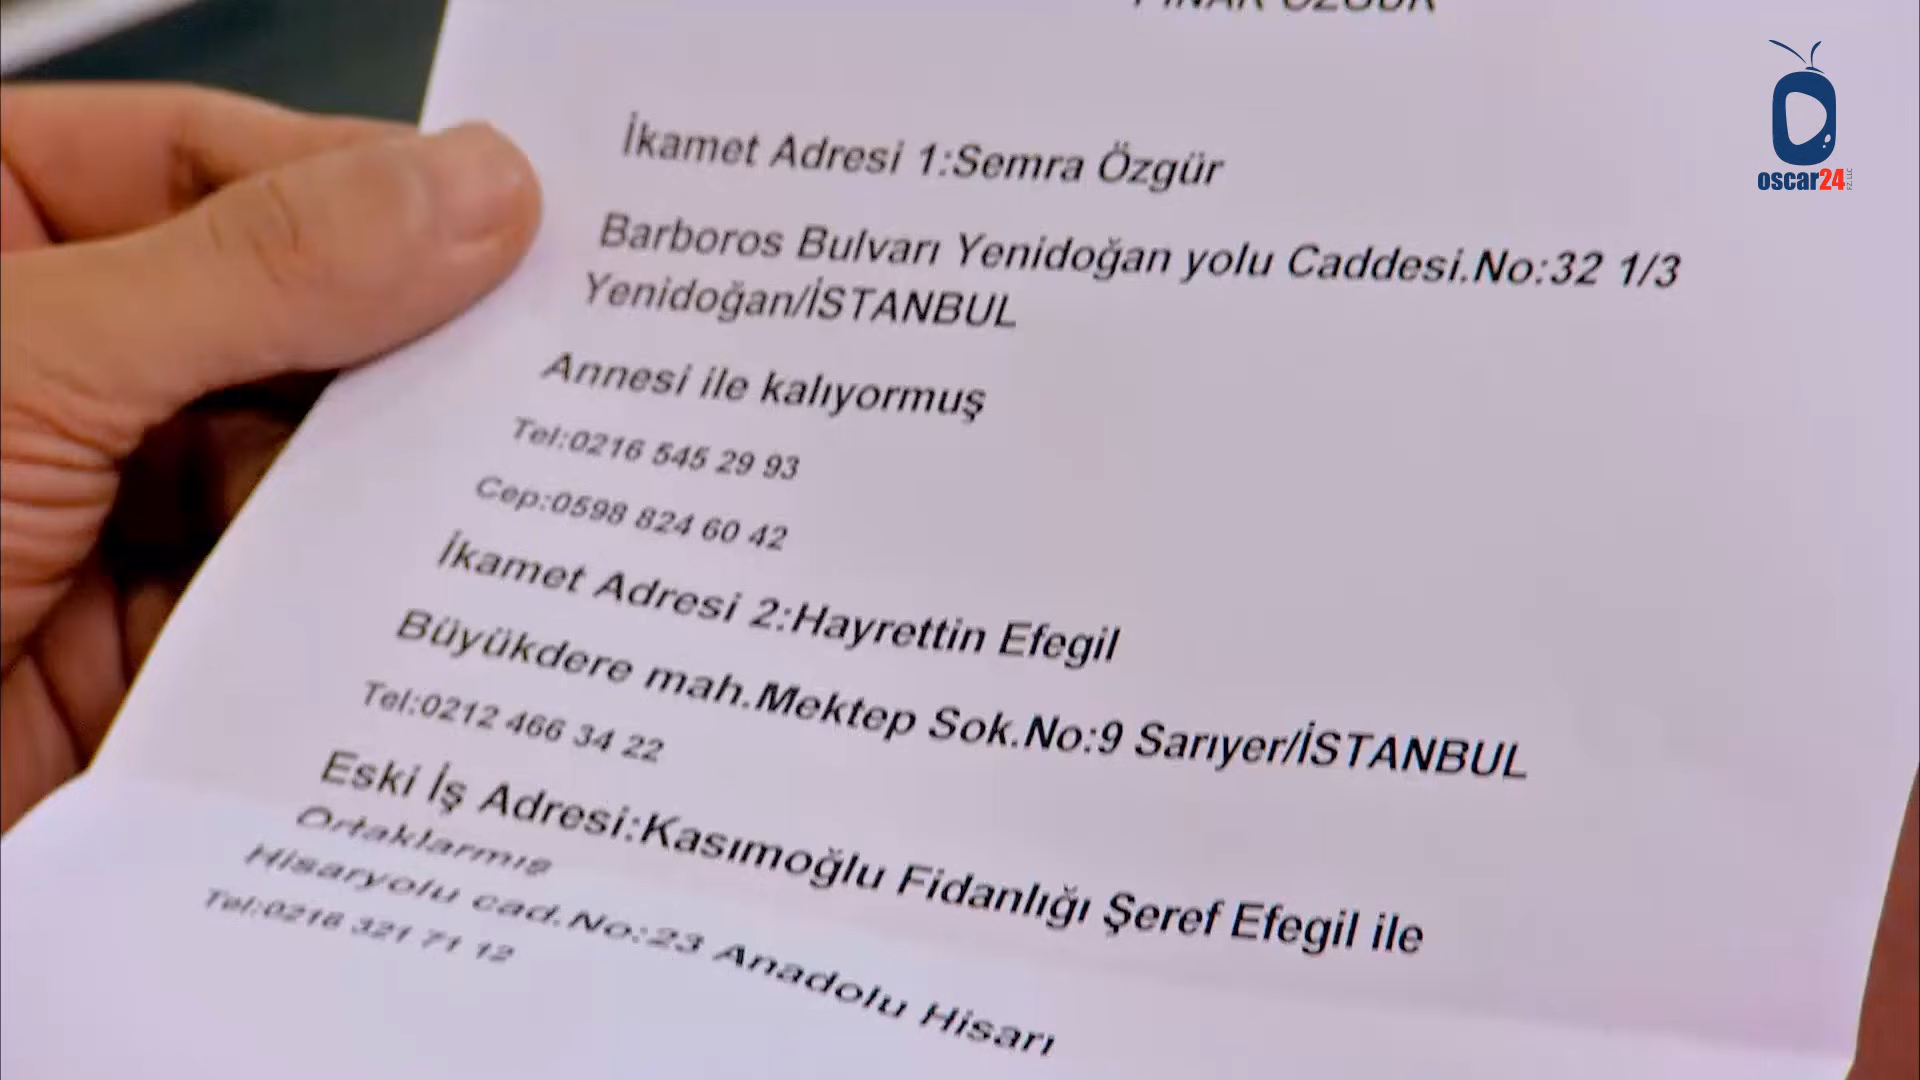 PINAR ÖZGÜR
İkamet Adresi 1:Semra Özgür
Barboros Bulvarı Yenidoğan yolu Caddesi.No:32 1/3
Yenidoğan/İSTANBUL
Annesi ile kalıyormuş
Tel:0216 545 29 93
Cep:0598 824 60 42
İkamet Adresi 2:Hayrettin Efegil
Büyükdere mah.Mektep Sok.No:9 Sarıyer/İSTANBUL
Tel:0212 466 34 22
Eski İş Adresi:Kasımoğlu Fidanlığı Şeref Efegil ile
Ortaklarmış
Hisaryolu cad.No:23 Anadolu Hisarı
Tel:0216 321 71 12
oscar24